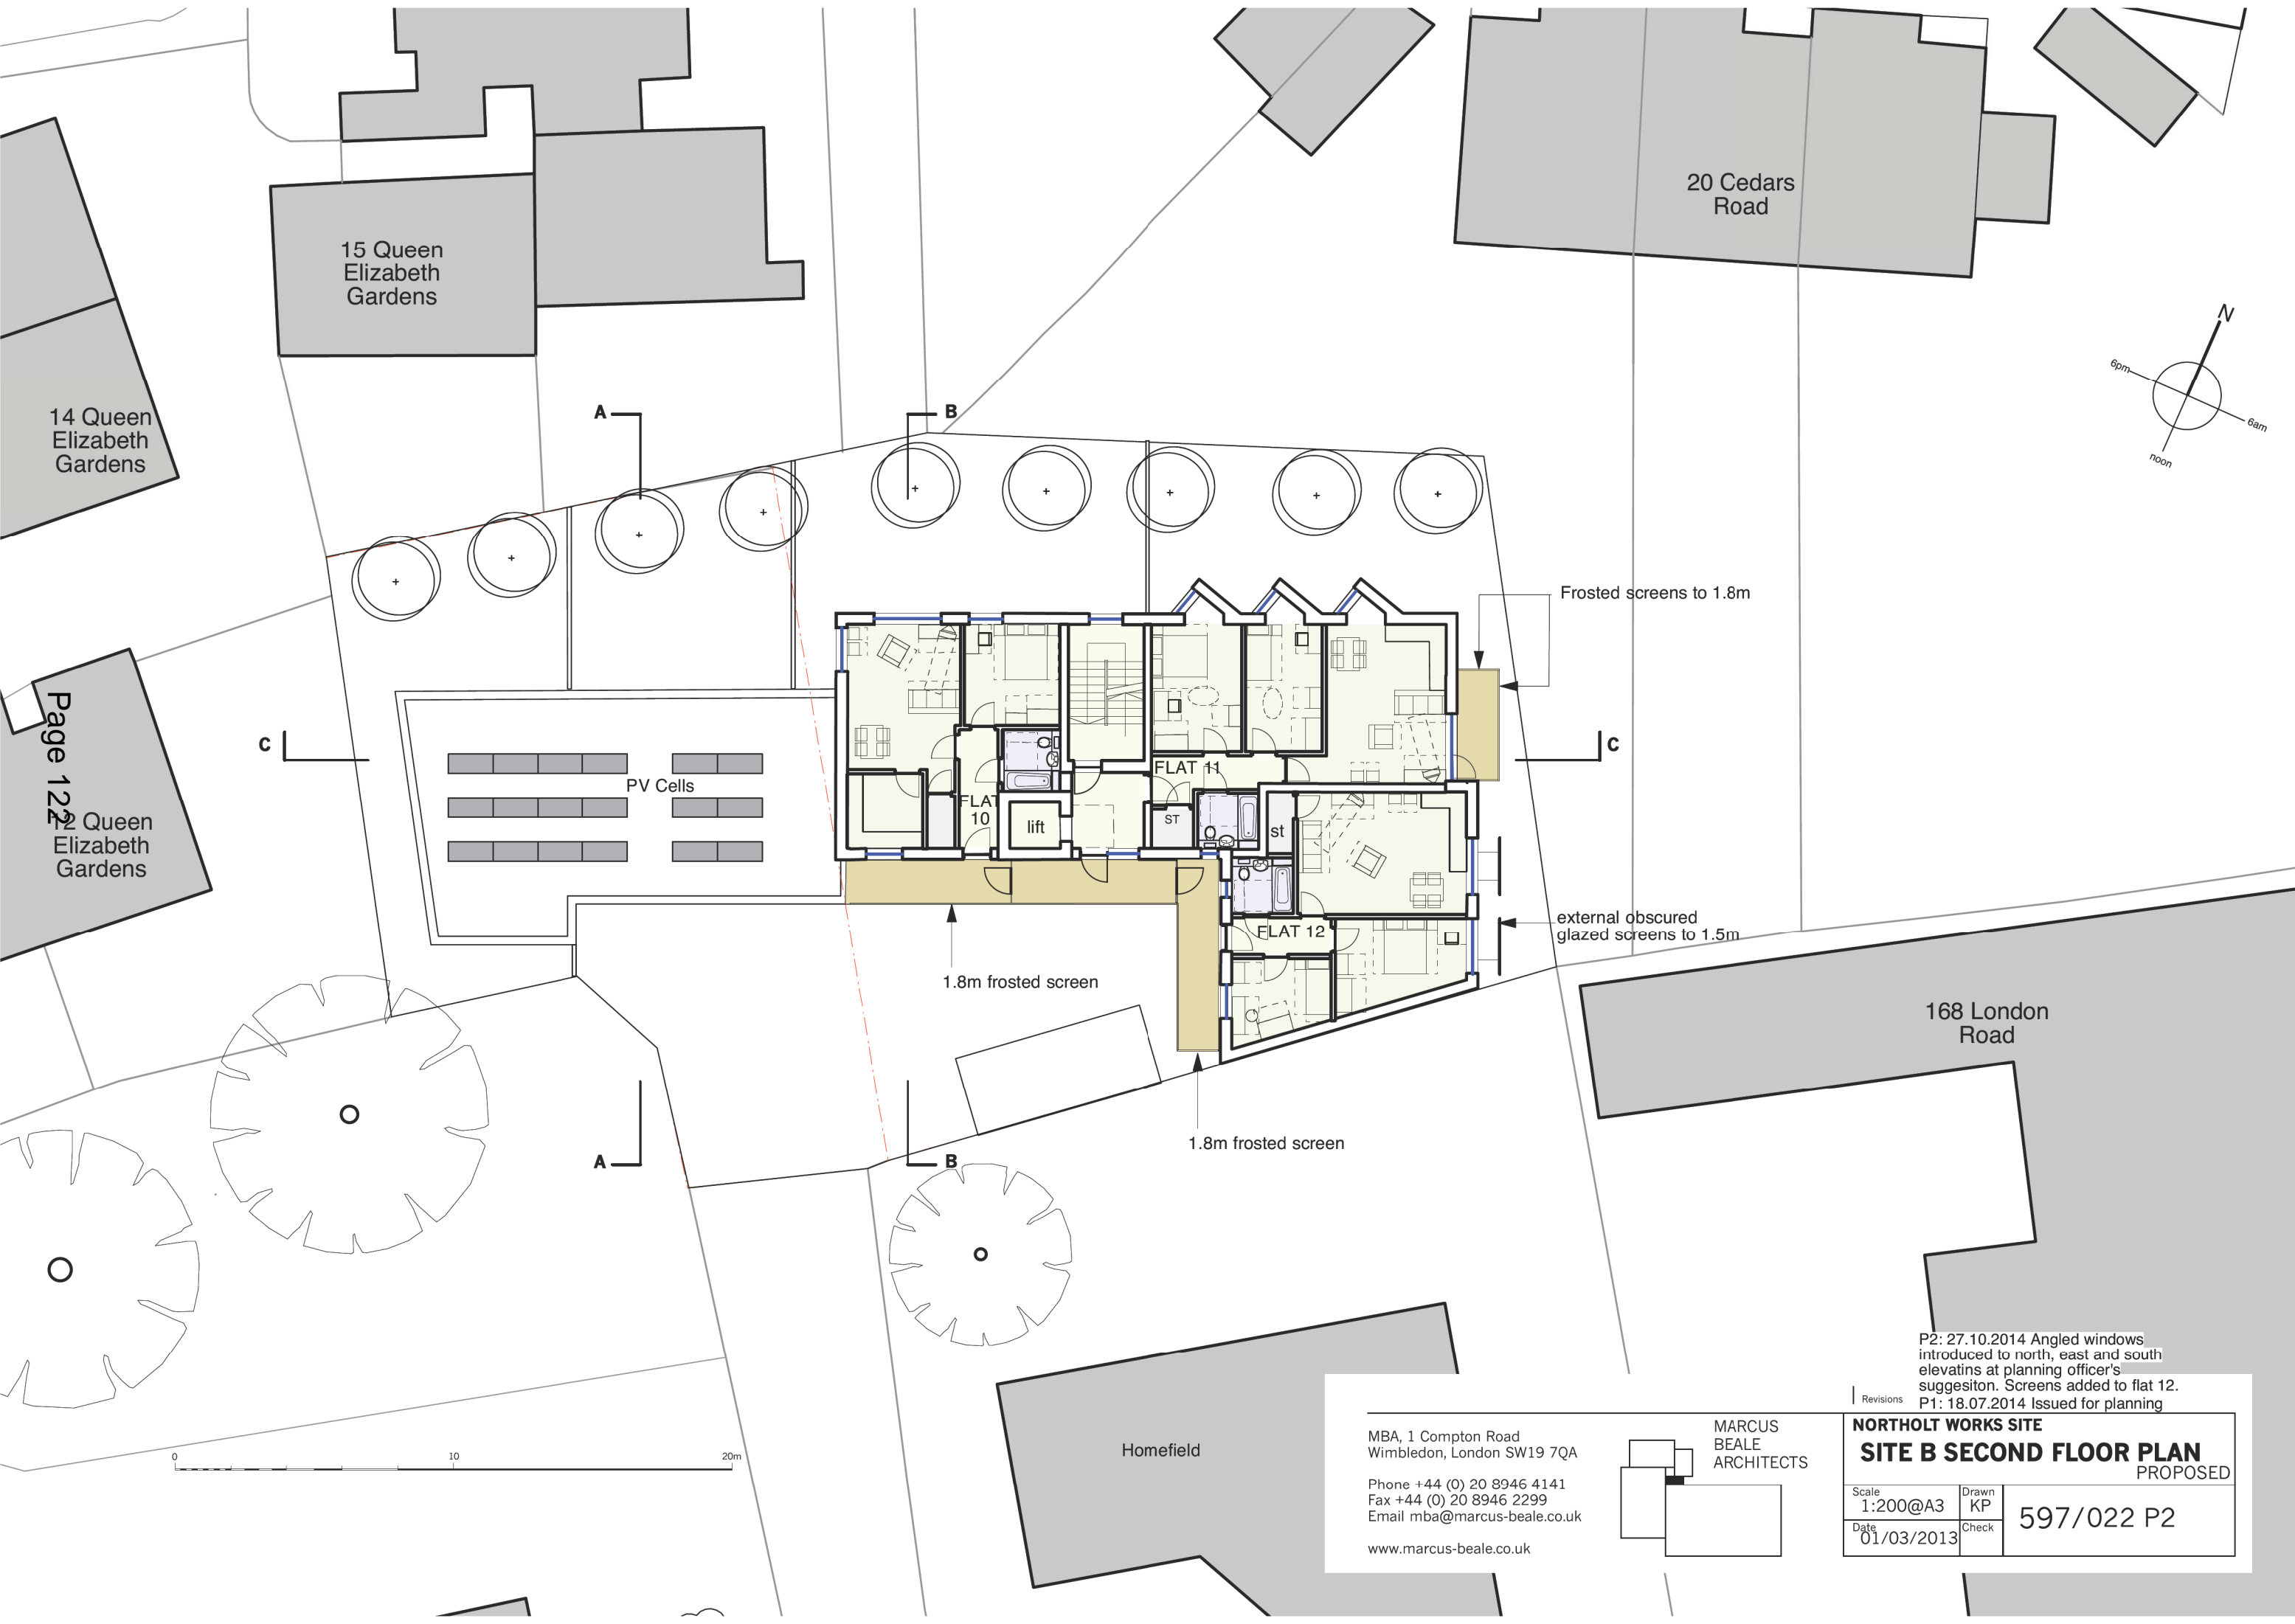 20 Cedars
Road
15 Queen
Elizabeth
Gardens
N
6pm
6am
noon
14 Queen
Elizabeth
Gardens
A
B
Frosted screens to 1.8m
Page 122
C
C
PV Cells
FLAT 11
FLAT
10
lift
ST
st
12 Queen
Elizabeth
Gardens
FLAT 12
external obscured
glazed screens to 1.5m
1.8m frosted screen
168 London
Road
1.8m frosted screen
A
B
Homefield
0
10
20m
P2: 27.10.2014 Angled windows
introduced to north, east and south
elevatins at planning officer's
suggesiton. Screens added to flat 12.
Revisions
P1: 18.07.2014 Issued for planning
MBA, 1 Compton Road
Wimbledon, London SW19 7QA
Phone +44 (0) 20 8946 4141
Fax +44 (0) 20 8946 2299
Email mba@marcus-beale.co.uk
www.marcus-beale.co.uk
MARCUS
BEALE
ARCHITECTS
NORTHOLT WORKS SITE
SITE B SECOND FLOOR PLAN
PROPOSED
Scale
1:200@A3
Drawn
KP
Date
01/03/2013
Check
597/022 P2